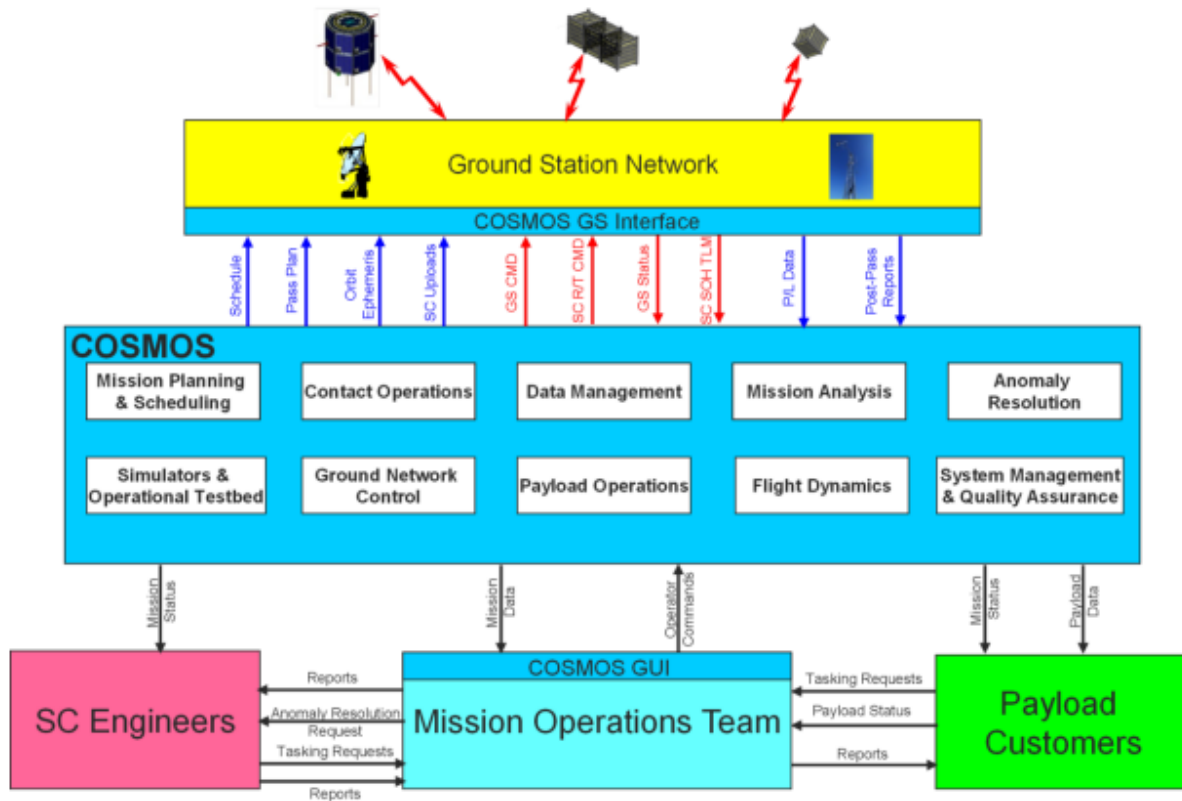 Ground Station Network
COSMOS GS Interface
Schedule
Pass Plan
Orbit
Ephemeris
SC Uploads
GS CMD
SC R/T CMD
GS Status
SC SOH TLM
P/L Data
Post-Pass
Reports
COSMOS
Mission Planning
& Scheduling
Contact Operations
Data Management
Mission Analysis
Anomaly
Resolution
Simulators &
Operational Testbed
Ground Network
Control
Payload Operations
Flight Dynamics
System Management
& Quality Assurance
Mission
Status
Mission
Data
Operator
Commands
Mission
Status
Payload
Data
SC Engineers
Reports
Anomaly Resolution
Request
Tasking Requests
Reports
COSMOS GUI
Mission Operations Team
Tasking Requests
Payload Status
Reports
Payload
Customers